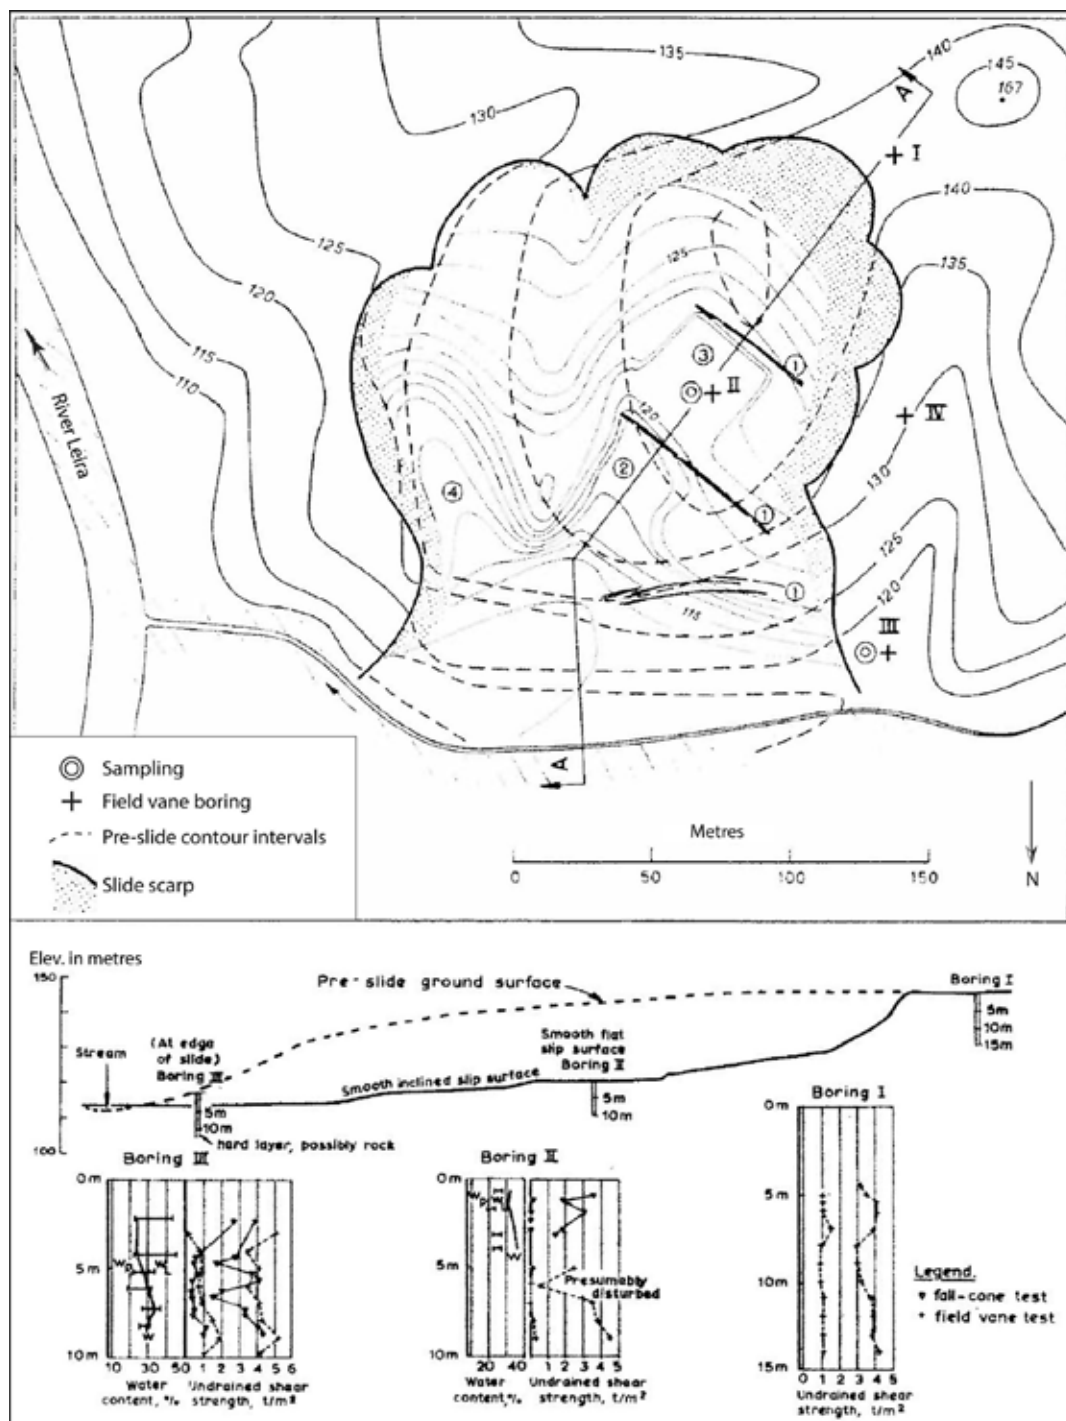 135
140
145
167
A
I
130
140
125
125
135
120
115
110
3
1
II
120
IV
River Leira
2
4
130
1
125
1
120
115
III
A
Sampling
Field vane boring
Pre-slide contour intervals
Slide scarp
Metres
0 50 100 150
N
Elev. in metres
150
100
Pre-slide ground surface
Boring I
5m
10m
15m
Stream
(At edge
of slide)
Boring III
Smooth flat
slip surface
Boring II
Smooth inclined slip surface
5m
10m
5m
10m
hard layer, possibly rock
Boring III
0m
5m
10m
Wp
W
10 30 50 1 2 3 4 5 6
Water
content, %
Undrained shear
strength, t/m²
Boring II
0m
5m
10m
Wp
W
Presumably
disturbed
20 40 1 2 3 4 5
Water
content, %
Undrained shear
strength, t/m²
Boring I
0m
5m
10m
15m
0 1 2 3 4 5
Undrained shear
strength, t/m²
Legend.
fall-cone test
field vane test